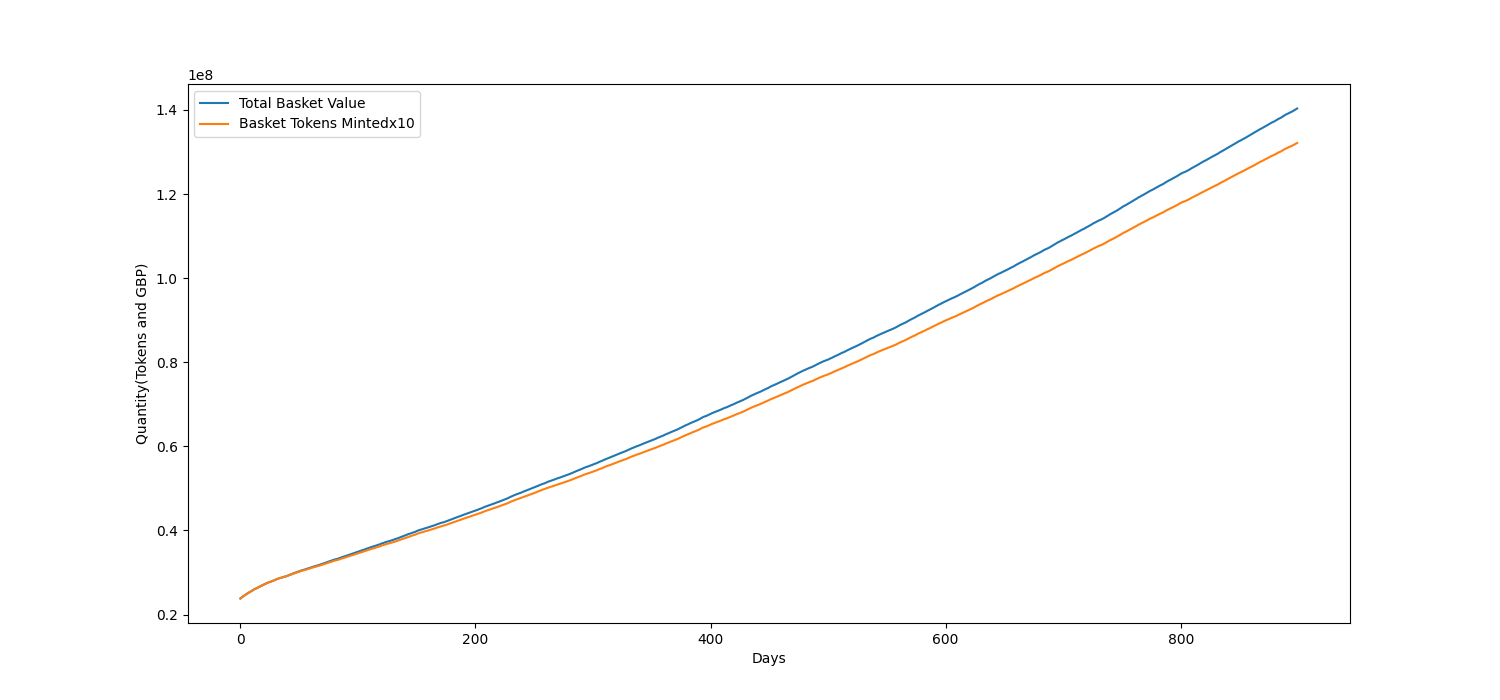 1e8
Total Basket Value
Basket Tokens Mintedx10
1.4
1.2
1.0
0.8
0.6
0.4
0.2
Quantity(Tokens and GBP)
0 200 400 600 800
Days